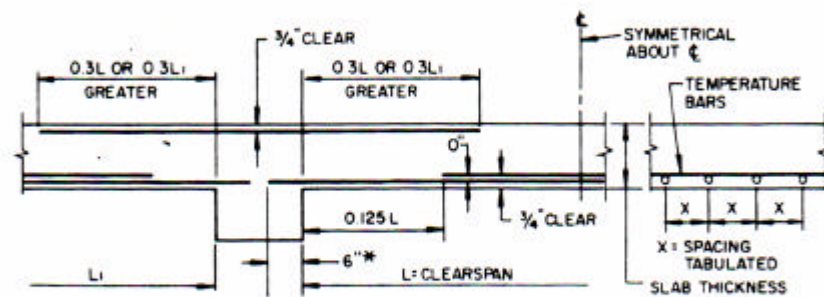 ¾" CLEAR
℄
SYMMETRICAL
ABOUT ℄
0.3L OR 0.3L₁
GREATER
0.3L OR 0.3L₁
GREATER
TEMPERATURE
BARS
0"
0.125 L
¾" CLEAR
X X X
X = SPACING
TABULATED
6"*
L₁
L = CLEARSPAN
SLAB THICKNESS